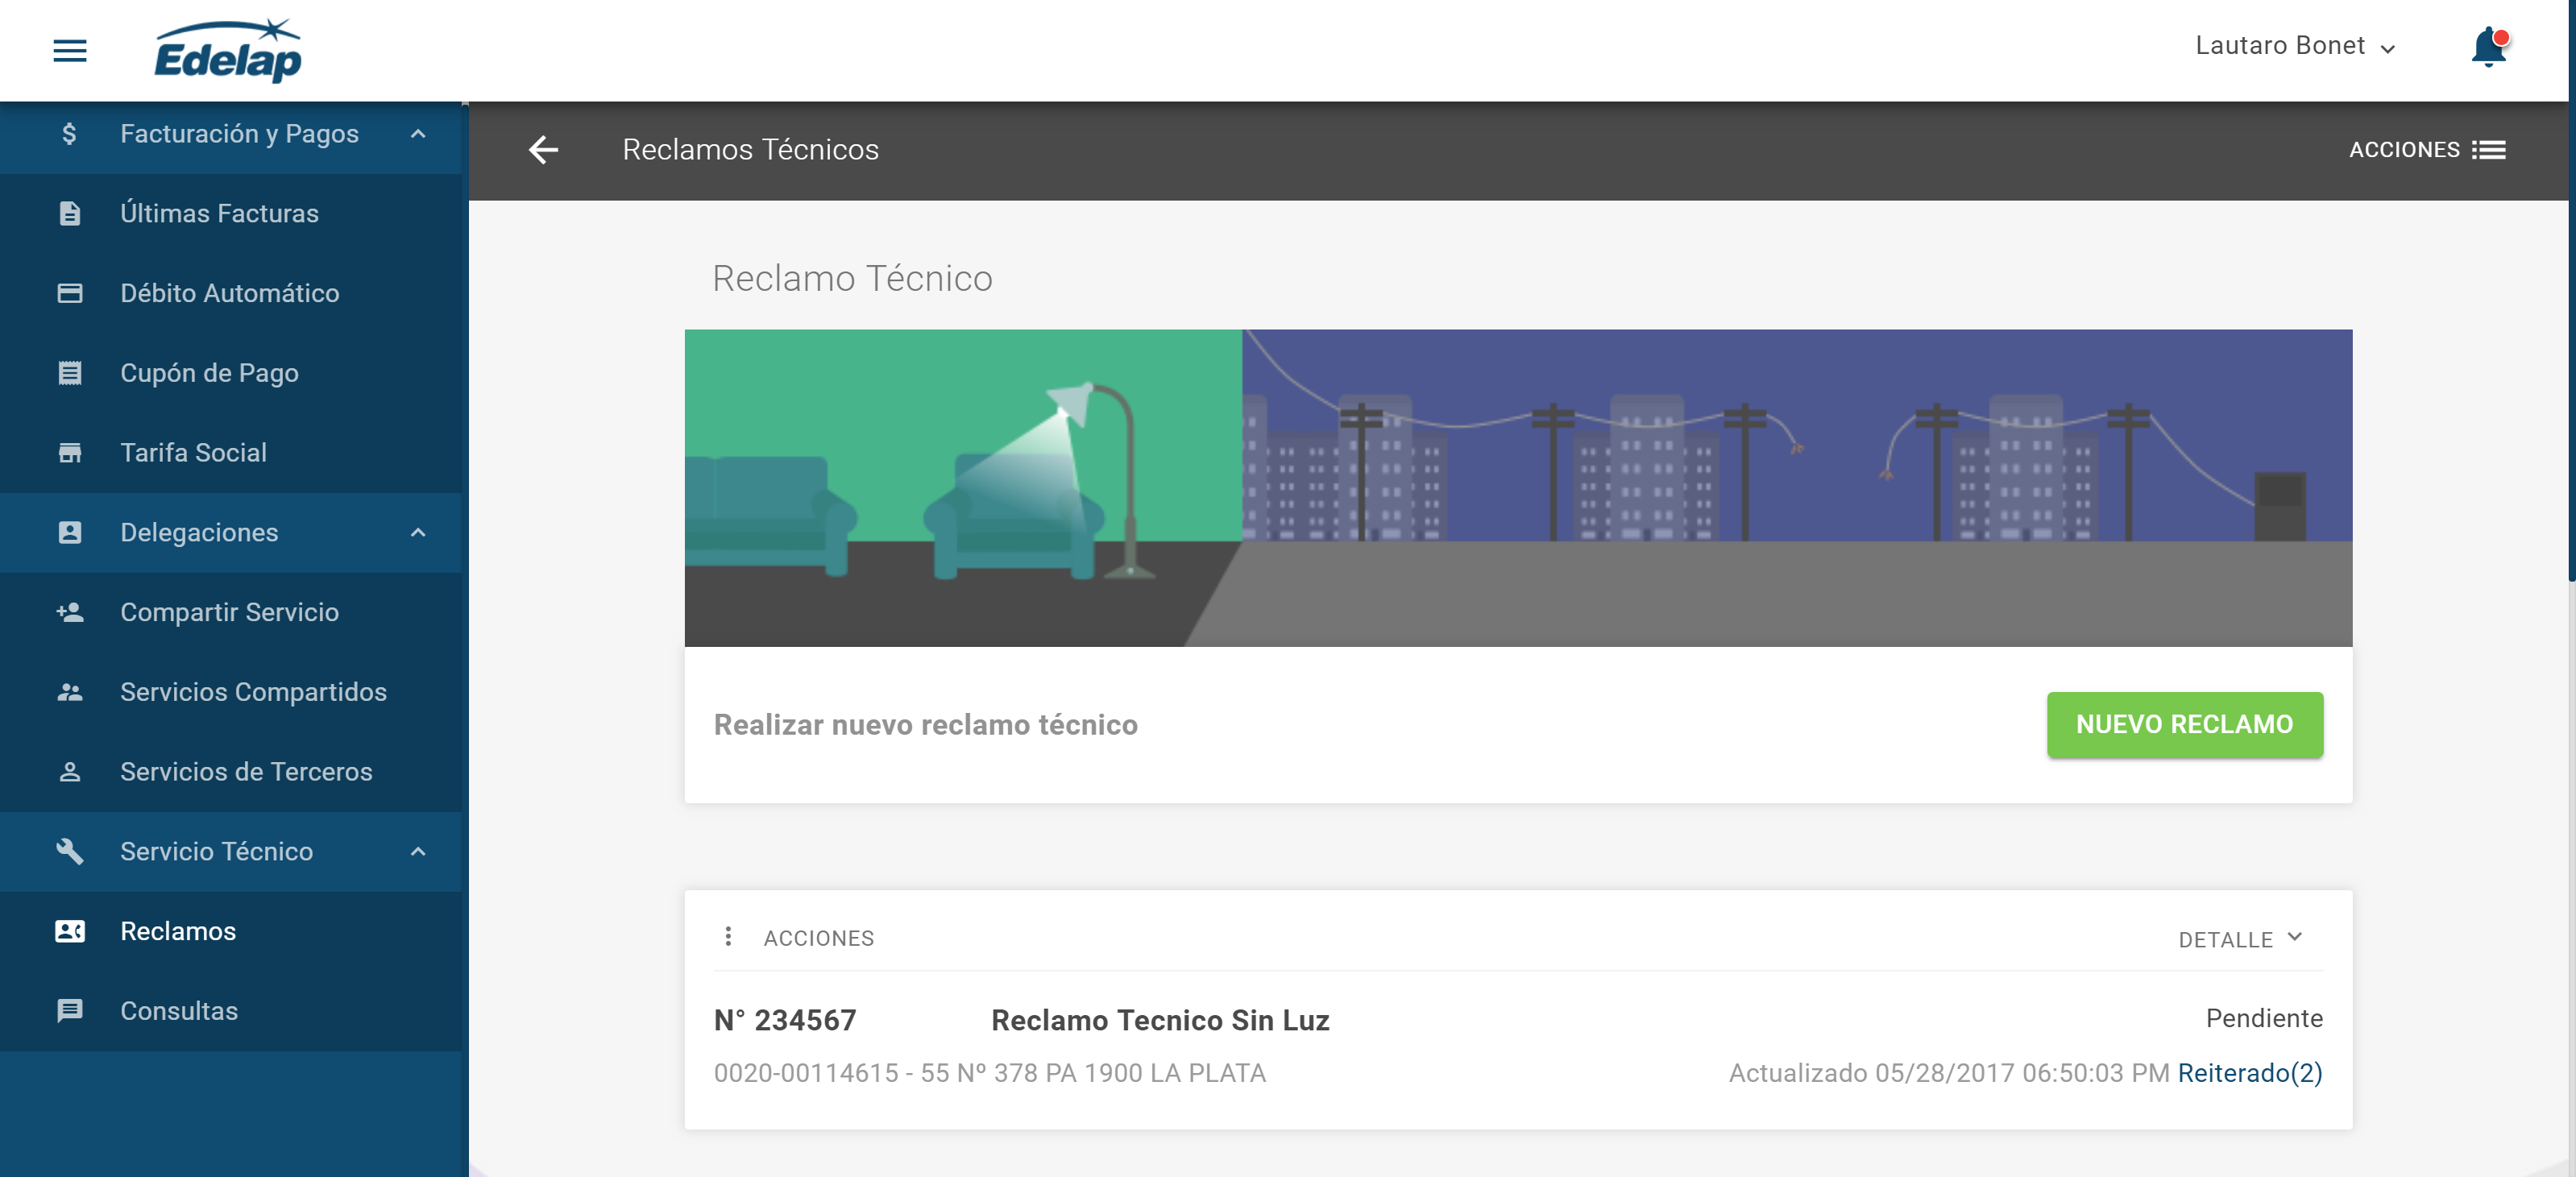 Edelap
Lautaro Bonet
Facturación y Pagos
Últimas Facturas
Débito Automático
Cupón de Pago
Tarifa Social
Delegaciones
Compartir Servicio
Servicios Compartidos
Servicios de Terceros
Servicio Técnico
Reclamos
Consultas
Reclamos Técnicos
ACCIONES
Reclamo Técnico
Realizar nuevo reclamo técnico
NUEVO RECLAMO
ACCIONES
DETALLE
N° 234567 Reclamo Tecnico Sin Luz Pendiente
0020-00114615 - 55 Nº 378 PA 1900 LA PLATA Actualizado 05/28/2017 06:50:03 PM Reiterado(2)